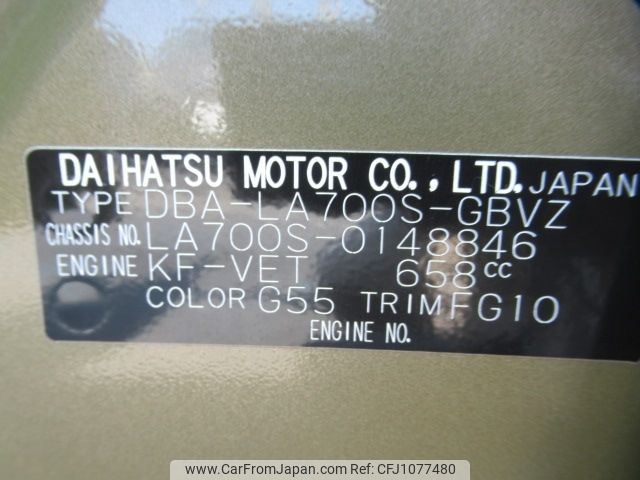 DAIHATSU MOTOR CO., LTD. JAPAN
TYPE DBA-LA700S-GBVZ
CHASSIS NO. LA700S-0148846
ENGINE KF-VET 658cc
COLOR G55 TRIM FG10
ENGINE NO.
www.CarFromJapan.com - REF:CFJ1077480